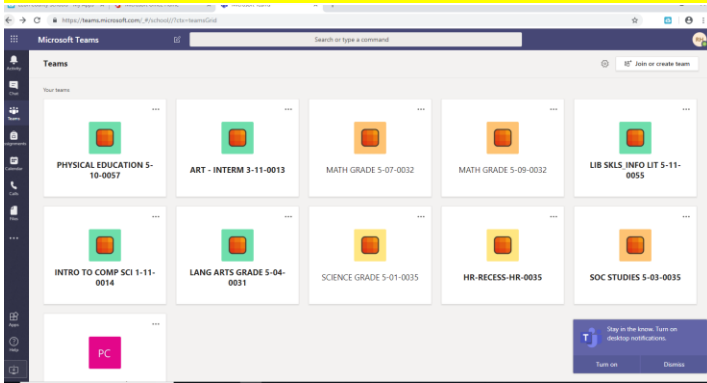 https://teams.microsoft.com/_#/school//?ctx=teamsGrid
Microsoft Teams
Search or type a command
Activity
Teams
Join or create team
Chat
Your teams
Teams
Assignments
Calendar
Calls
Files
PHYSICAL EDUCATION 5-
10-0057
ART - INTERM 3-11-0013
MATH GRADE 5-07-0032
MATH GRADE 5-09-0032
LIB SKLS_INFO LIT 5-11-
0055
INTRO TO COMP SCI 1-11-
0014
LANG ARTS GRADE 5-04-
0031
SCIENCE GRADE 5-01-0035
HR-RECESS-HR-0035
SOC STUDIES 5-03-0035
Apps
Help
PC
Stay in the know. Turn on
desktop notifications.
Turn on
Dismiss